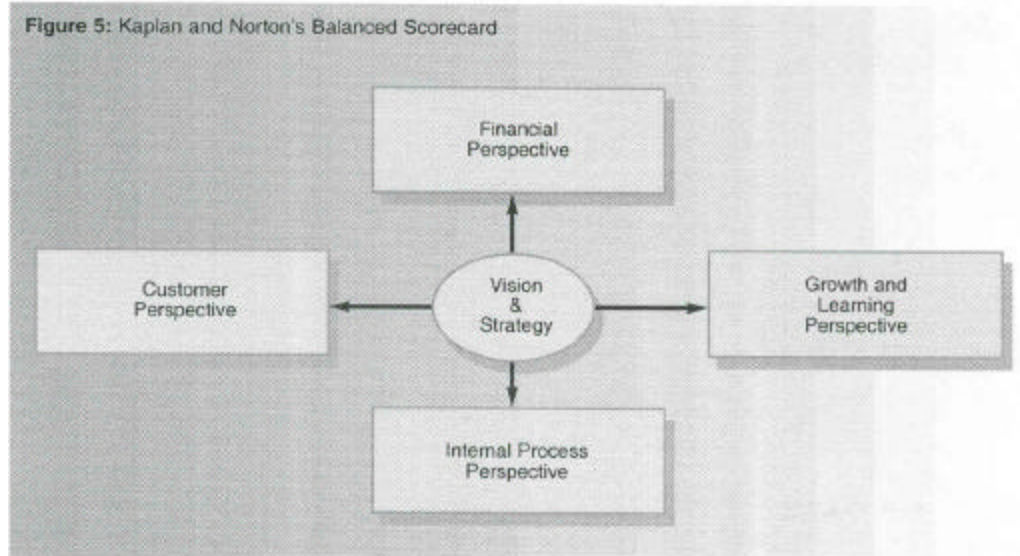 Figure 5: Kaplan and Norton's Balanced Scorecard
Financial
Perspective
Customer
Perspective
Vision
&
Strategy
Growth and
Learning
Perspective
Internal Process
Perspective